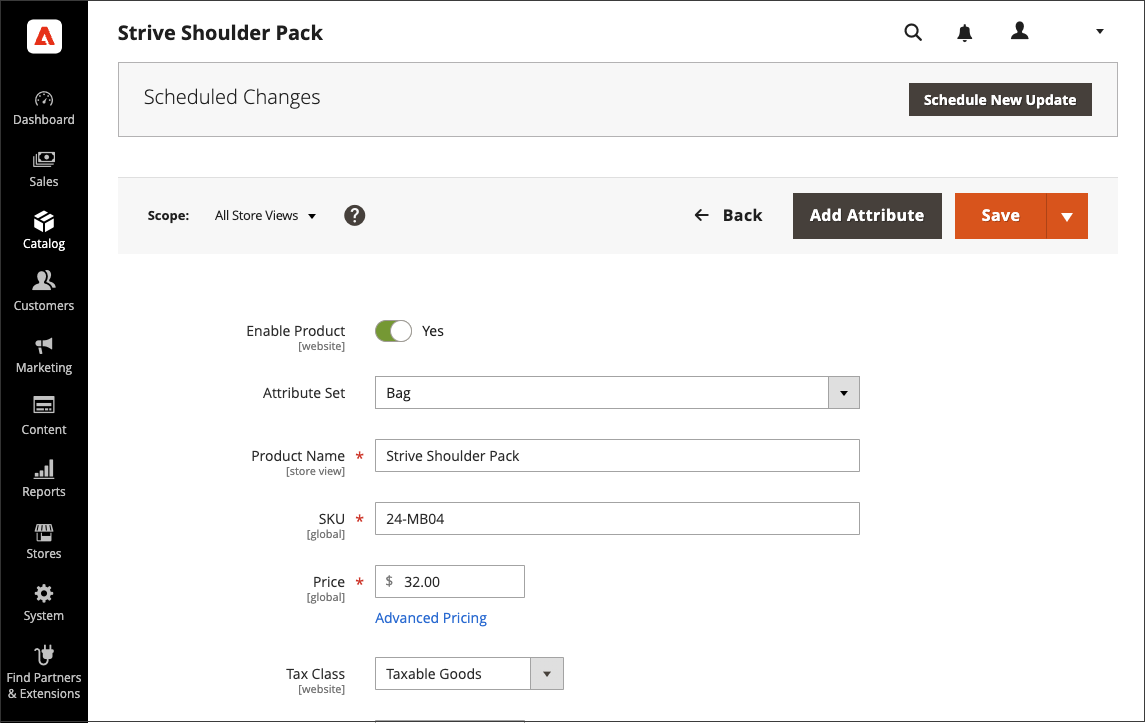 Strive Shoulder Pack
Scheduled Changes
Schedule New Update
Dashboard
Sales
Catalog
Customers
Marketing
Content
Reports
Stores
System
Find Partners
& Extensions
Scope: All Store Views ? Back Add Attribute Save
Enable Product Yes
[website]
Attribute Set Bag
Product Name * Strive Shoulder Pack
[store view]
SKU * 24-MB04
[global]
Price * $ 32.00
[global]
Advanced Pricing
Tax Class Taxable Goods
[website]